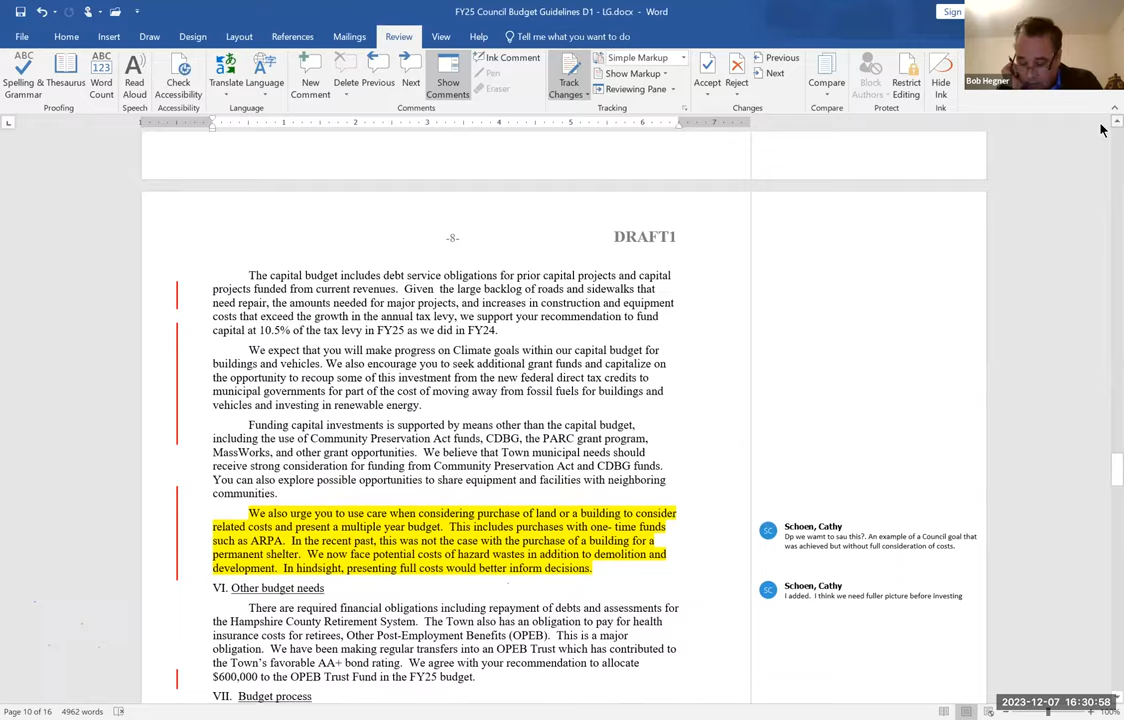 FY25 Council Budget Guidelines D1 - LG.docx - Word
Sign
File Home Insert Draw Design Layout References Mailings Review View Help Tell me what you want to do
Bob Hegner
ABC
Spelling & Grammar
Thesaurus
ABC 123
Word Count
Read Aloud
Check Accessibility
Translate
Language
New Comment
Delete
Previous
Next
Show Comments
Ink Comment
Pen
Eraser
Track Changes
Simple Markup
Show Markup
Reviewing Pane
Accept
Reject
Previous
Next
Compare
Block Authors
Restrict Editing
Hide Ink
Proofing Speech Accessibility Language Comments Tracking Changes Compare Protect Ink
1 1 2 3 4 5 6 7
-8- DRAFT1
The capital budget includes debt service obligations for prior capital projects and capital
projects funded from current revenues. Given the large backlog of roads and sidewalks that
need repair, the amounts needed for major projects, and increases in construction and equipment
costs that exceed the growth in the annual tax levy, we support your recommendation to fund
capital at 10.5% of the tax levy in FY25 as we did in FY24.
We expect that you will make progress on Climate goals within our capital budget for
buildings and vehicles. We also encourage you to seek additional grant funds and capitalize on
the opportunity to recoup some of this investment from the new federal direct tax credits to
municipal governments for part of the cost of moving away from fossil fuels for buildings and
vehicles and investing in renewable energy.
Funding capital investments is supported by means other than the capital budget,
including the use of Community Preservation Act funds, CDBG, the PARC grant program,
MassWorks, and other grant opportunities. We believe that Town municipal needs should
receive strong consideration for funding from Community Preservation Act and CDBG funds.
You can also explore possible opportunities to share equipment and facilities with neighboring
communities.
We also urge you to use care when considering purchase of land or a building to consider
related costs and present a multiple year budget. This includes purchases with one- time funds
such as ARPA. In the recent past, this was not the case with the purchase of a building for a
permanent shelter. We now face potential costs of hazard wastes in addition to demolition and
development. In hindsight, presenting full costs would better inform decisions.
SC Schoen, Cathy
Dp we wamt to sau this?. An example of a Council goal that
was achieved but without full consideration of costs.
SC Schoen, Cathy
I added. I think we need fuller picture before investing
VI. Other budget needs
There are required financial obligations including repayment of debts and assessments for
the Hampshire County Retirement System. The Town also has an obligation to pay for health
insurance costs for retirees, Other Post-Employment Benefits (OPEB). This is a major
obligation. We have been making regular transfers into an OPEB Trust which has contributed to
the Town's favorable AA+ bond rating. We agree with your recommendation to allocate
$600,000 to the OPEB Trust Fund in the FY25 budget.
VII. Budget process
Page 10 of 16 4962 words
2023-12-07 16:30:58
100%